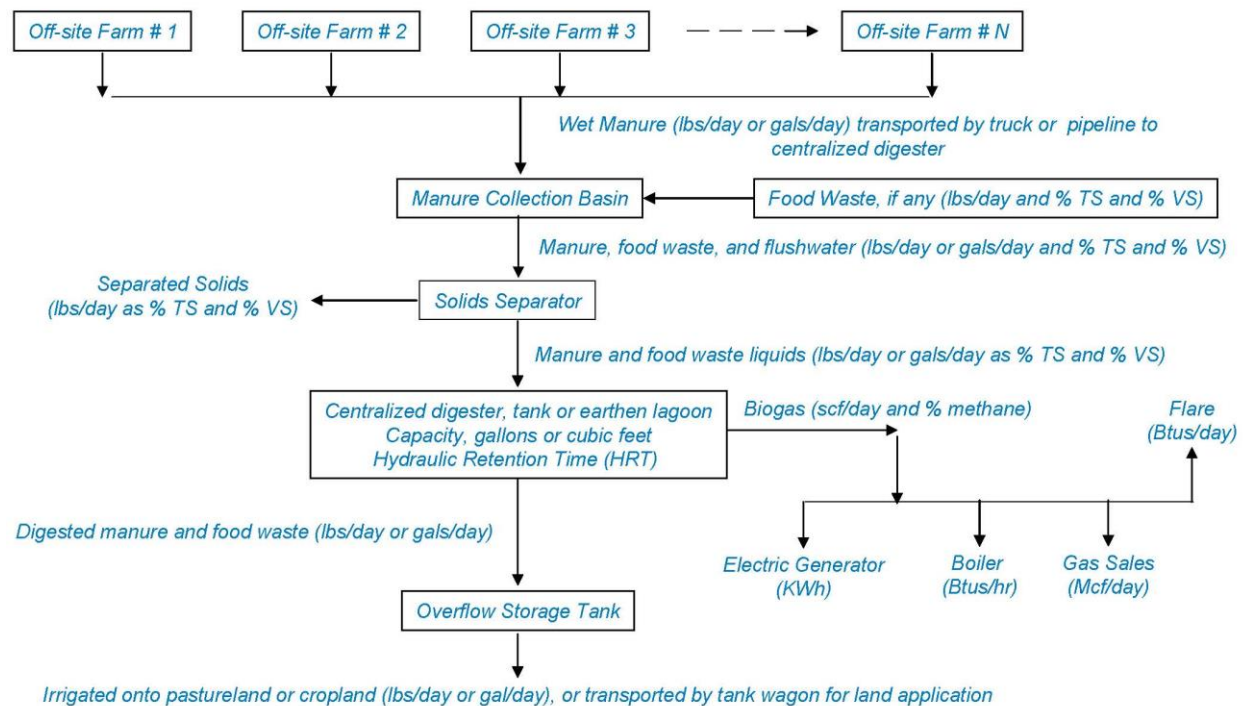 Off-site Farm # 1
Off-site Farm # 2
Off-site Farm # 3
Off-site Farm # N
Wet Manure (lbs/day or gals/day) transported by truck or pipeline to
centralized digester
Manure Collection Basin
Food Waste, if any (lbs/day and % TS and % VS)
Manure, food waste, and flushwater (lbs/day or gals/day and % TS and % VS)
Separated Solids
(lbs/day as % TS and % VS)
Solids Separator
Manure and food waste liquids (lbs/day or gals/day as % TS and % VS)
Centralized digester, tank or earthen lagoon
Capacity, gallons or cubic feet
Hydraulic Retention Time (HRT)
Biogas (scf/day and % methane)
Flare
(Btus/day)
Digested manure and food waste (lbs/day or gals/day)
Electric Generator
(KWh)
Boiler
(Btus/hr)
Gas Sales
(Mcf/day)
Overflow Storage Tank
Irrigated onto pastureland or cropland (lbs/day or gal/day), or transported by tank wagon for land application